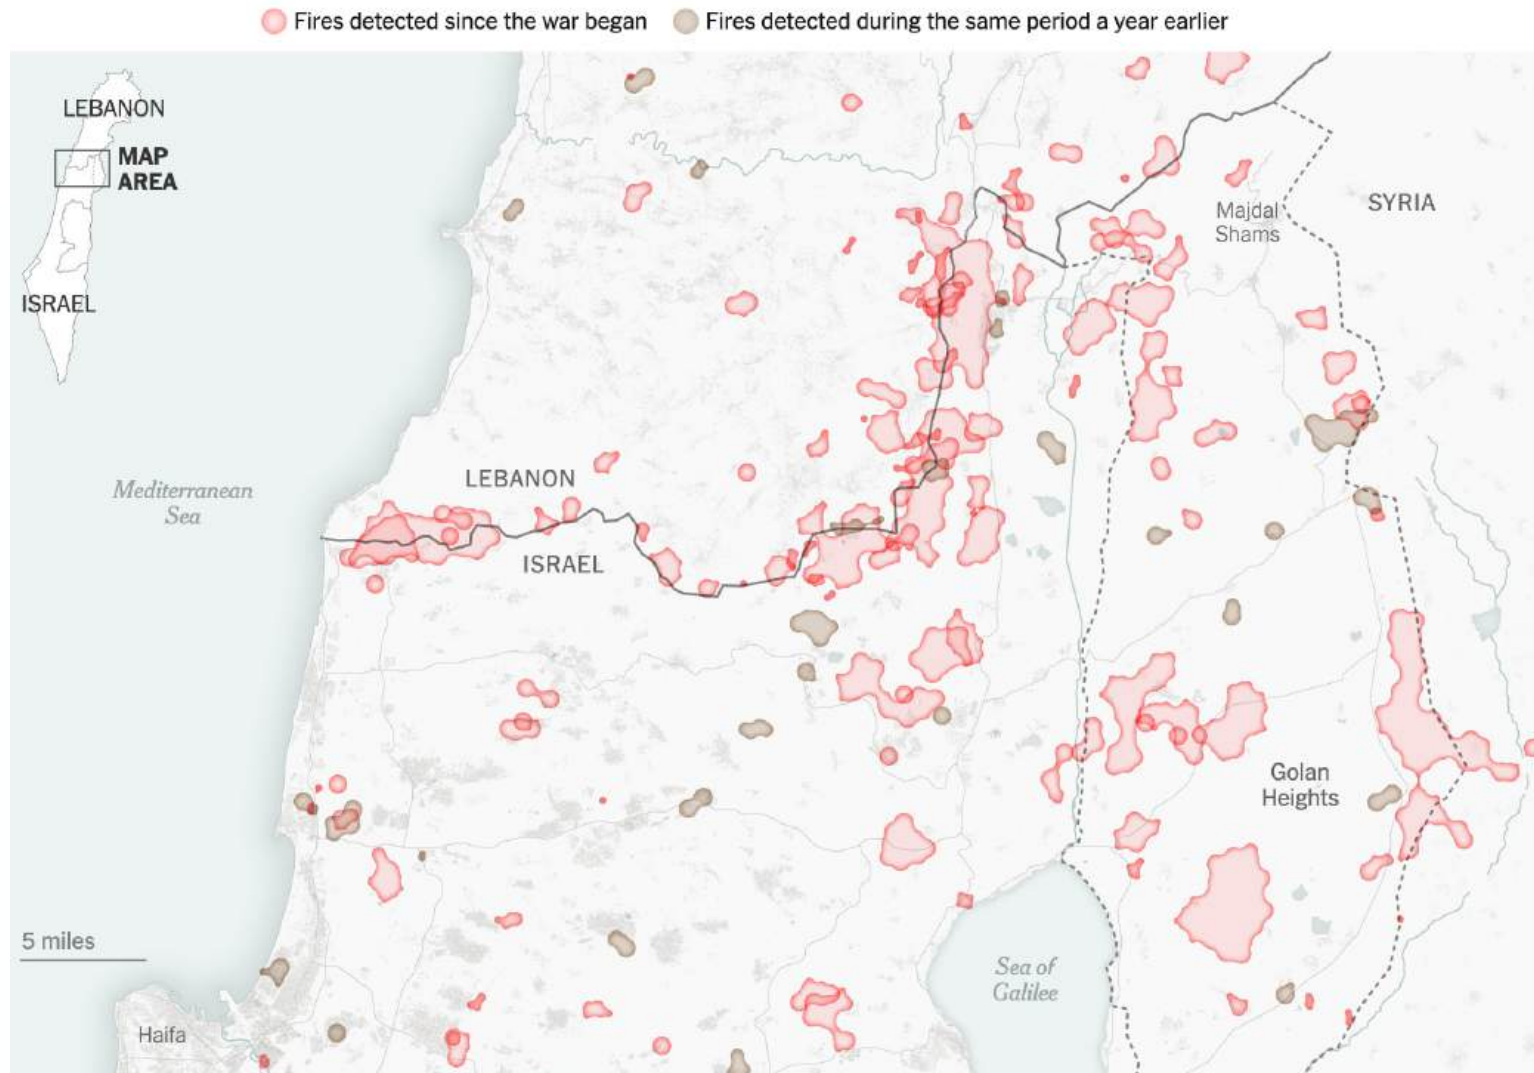 Fires detected since the war began
Fires detected during the same period a year earlier
LEBANON
MAP
AREA
ISRAEL
SYRIA
Majdal
Shams
Mediterranean
Sea
LEBANON
ISRAEL
Golan
Heights
5 miles
Sea of
Galilee
Haifa